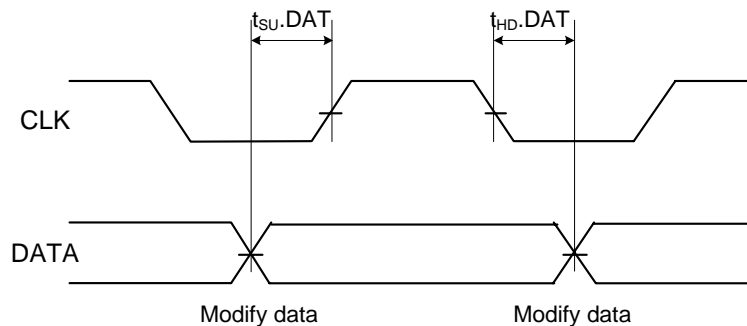 tSU.DAT
tHD.DAT
CLK
DATA
Modify data
Modify data